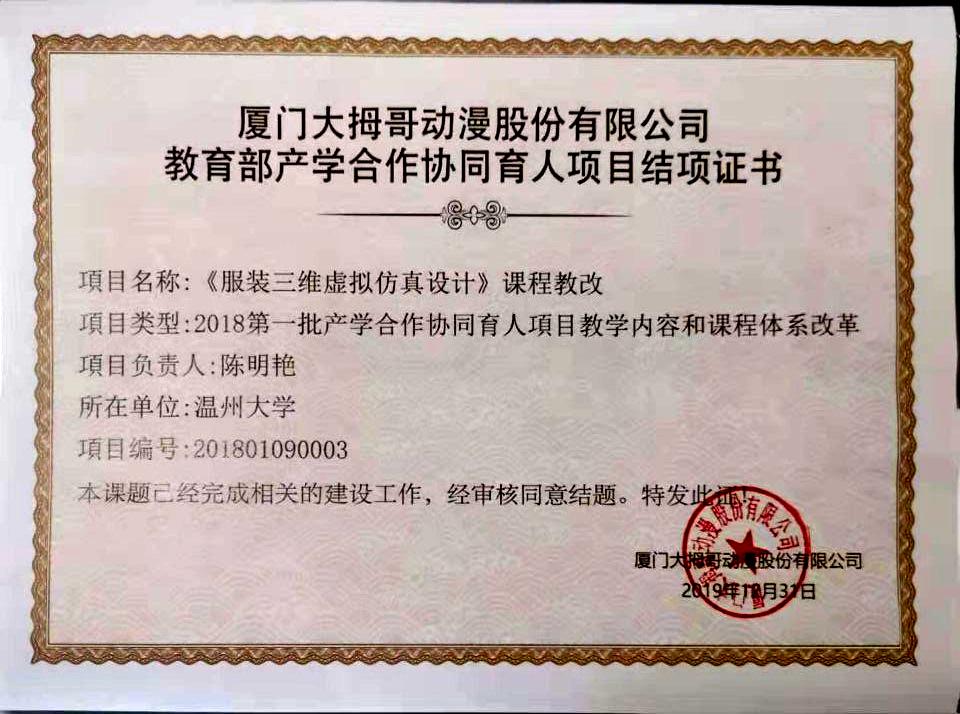 厦门大拇哥动漫股份有限公司
教育部产学合作协同育人项目结项证书
項目名称:《服装三维虚拟仿真设计》课程教改
項目类型:2018第一批产学合作协同育人項目教学内容和课程体系改革
項目负责人:陈明艳
所在单位:温州大学
項目编号:201801090003
本课题已经完成相关的建设工作，经审核同意结题。特发此证!
厦门大拇哥动漫股份有限公司
2019年10月31日